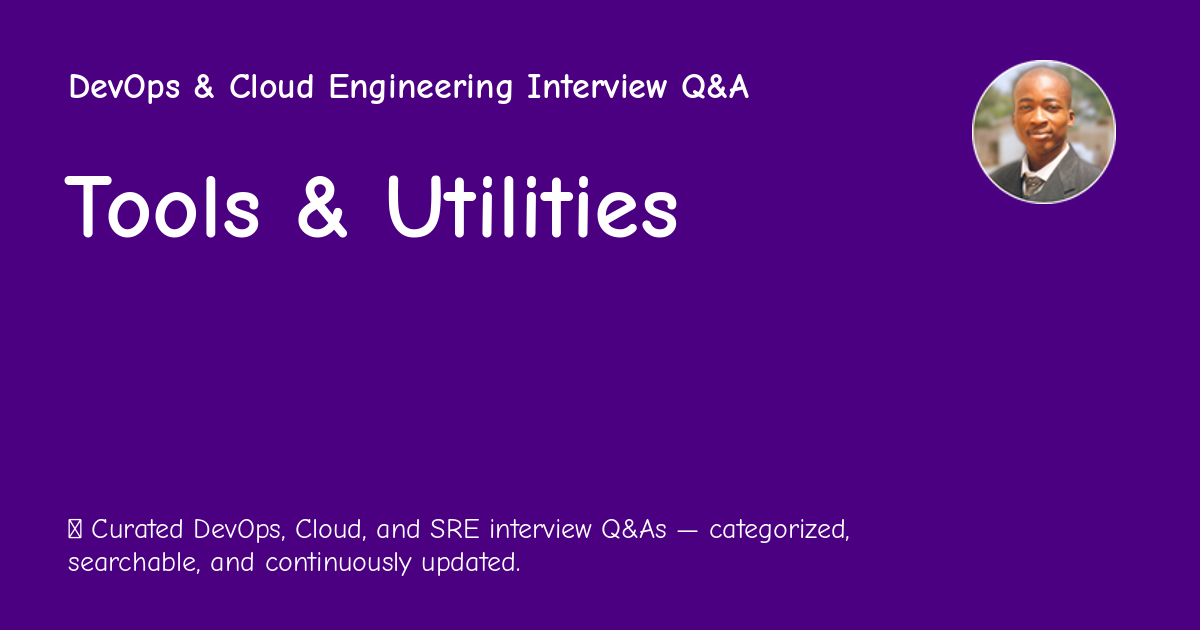 DevOps & Cloud Engineering Interview Q&A
Tools & Utilities
Curated DevOps, Cloud, and SRE interview Q&As — categorized,
searchable, and continuously updated.